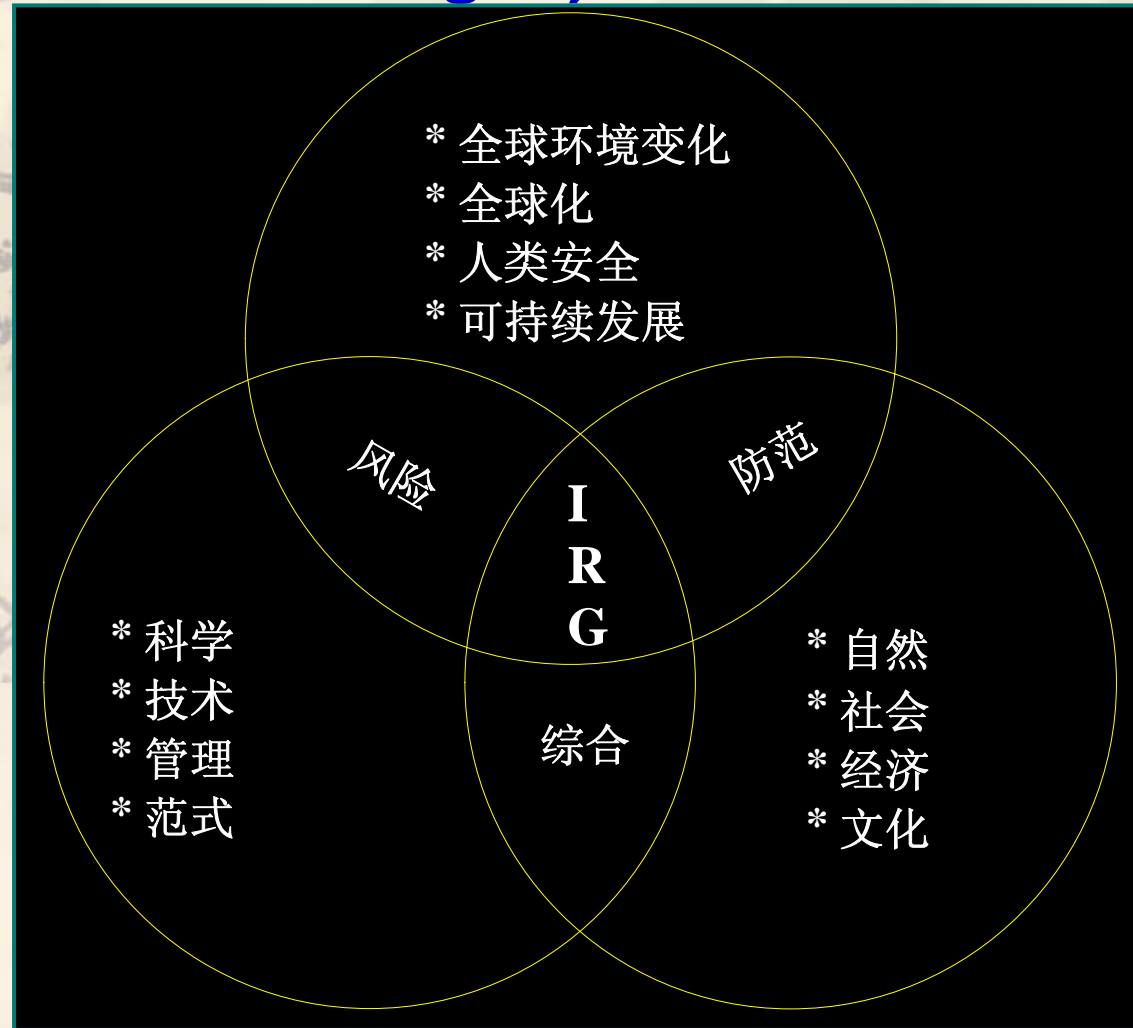 * 全球环境变化
* 全球化
* 人类安全
* 可持续发展
风险
防范
I
R
G
* 科学
* 技术
* 管理
* 范式
综合
* 自然
* 社会
* 经济
* 文化